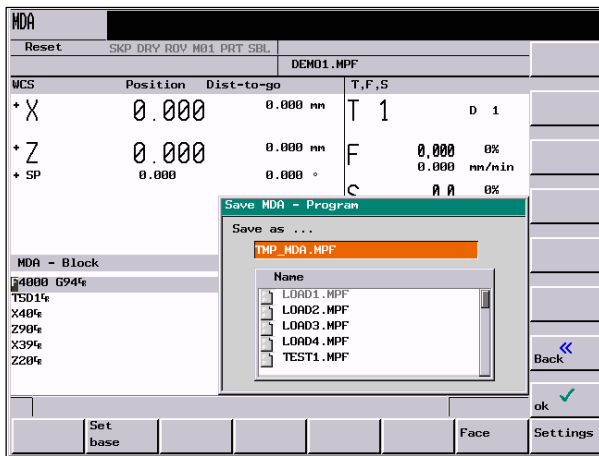 MDA
Reset SKP DRY ROV M01 PRT SBL
DEMO1.MPF
WCS Position Dist-to-go T,F,S
+ X 0.000 0.000 mm T 1 D 1
+ Z 0.000 0.000 mm F 0,000 0%
+ SP 0.000 0.000 ° 0.000 mm/min
S 0.0 0%
Save MDA - Program
Save as ...
TMP_MDA.MPF
Name
LOAD1.MPF
LOAD2.MPF
LOAD3.MPF
LOAD4.MPF
TEST1.MPF
MDA - Block
4000 G94
T5D1
X40
Z90
X39
Z20
Back
ok
Set base
Face
Settings